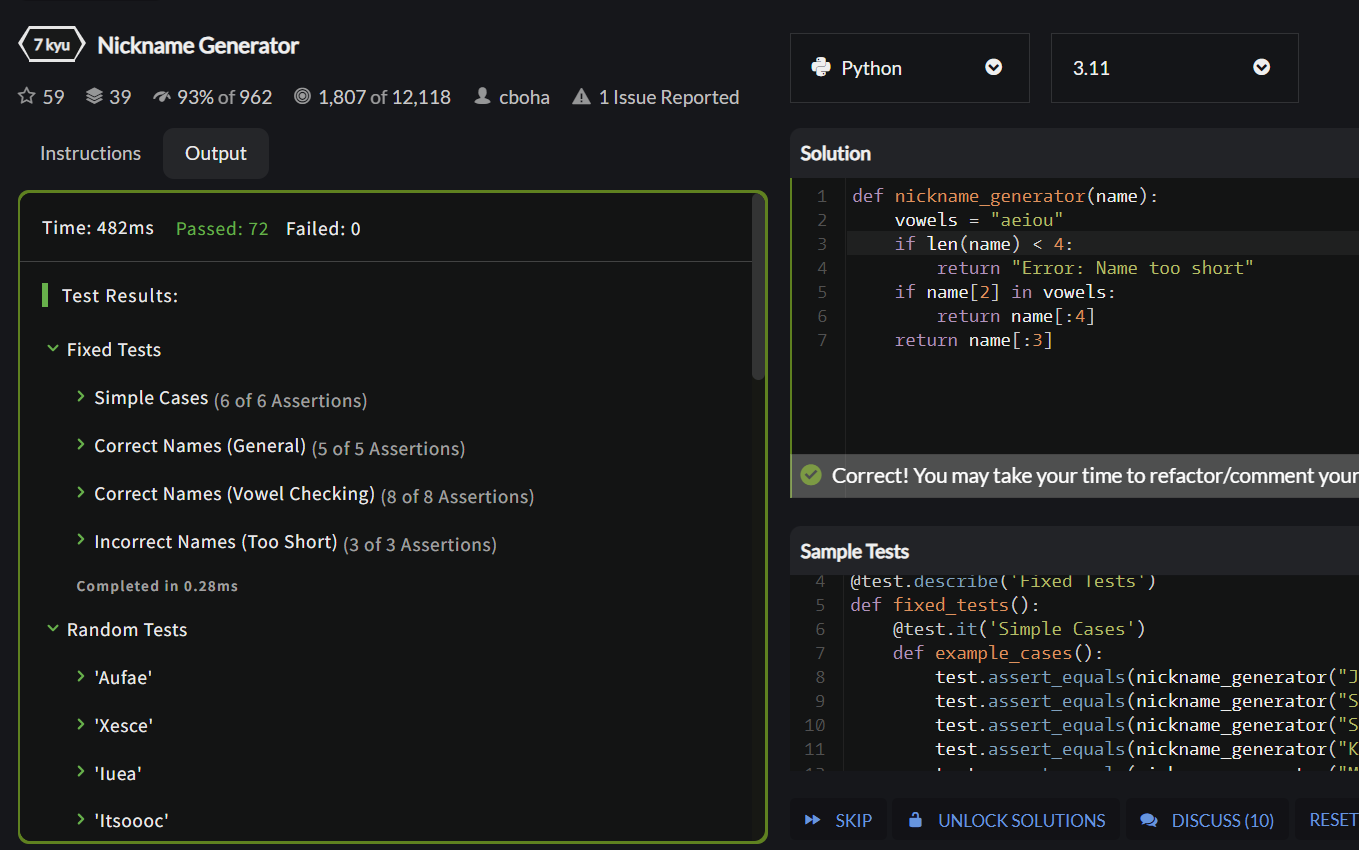 7 kyu Nickname Generator
59 39 93% of 962 1,807 of 12,118 cboha 1 Issue Reported
Instructions Output
Time: 482ms Passed: 72 Failed: 0
Test Results:
Fixed Tests
Simple Cases (6 of 6 Assertions)
Correct Names (General) (5 of 5 Assertions)
Correct Names (Vowel Checking) (8 of 8 Assertions)
Incorrect Names (Too Short) (3 of 3 Assertions)
Completed in 0.28ms
Random Tests
'Aufae'
'Xesce'
'Iuea'
'Itsoooc'
Python 3.11
Solution
1 def nickname_generator(name):
2 vowels = "aeiou"
3 if len(name) < 4:
4 return "Error: Name too short"
5 if name[2] in vowels:
6 return name[:4]
7 return name[:3]
Correct! You may take your time to refactor/comment your
Sample Tests
4 @test.describe('Fixed Tests')
5 def fixed_tests():
6 @test.it('Simple Cases')
7 def example_cases():
8 test.assert_equals(nickname_generator("J
9 test.assert_equals(nickname_generator("S
10 test.assert_equals(nickname_generator("S
11 test.assert_equals(nickname_generator("K
SKIP UNLOCK SOLUTIONS DISCUSS (10) RESET